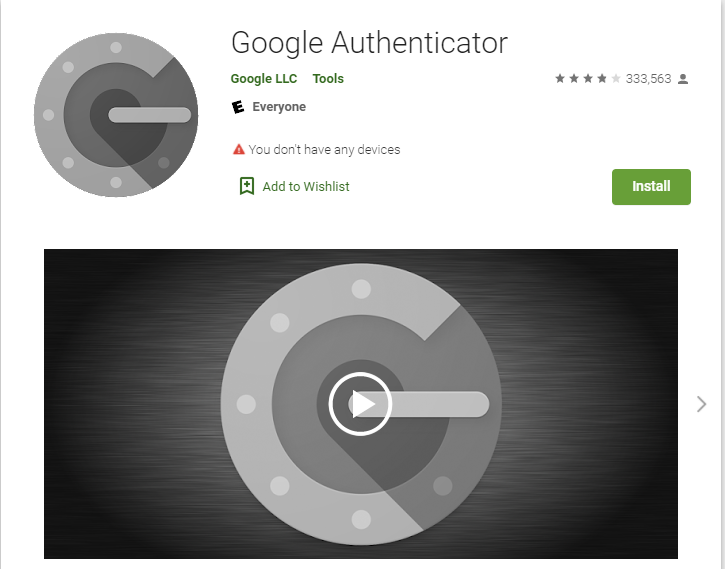 Google Authenticator
Google LLC Tools 333,563
E Everyone
You don't have any devices
Add to Wishlist Install